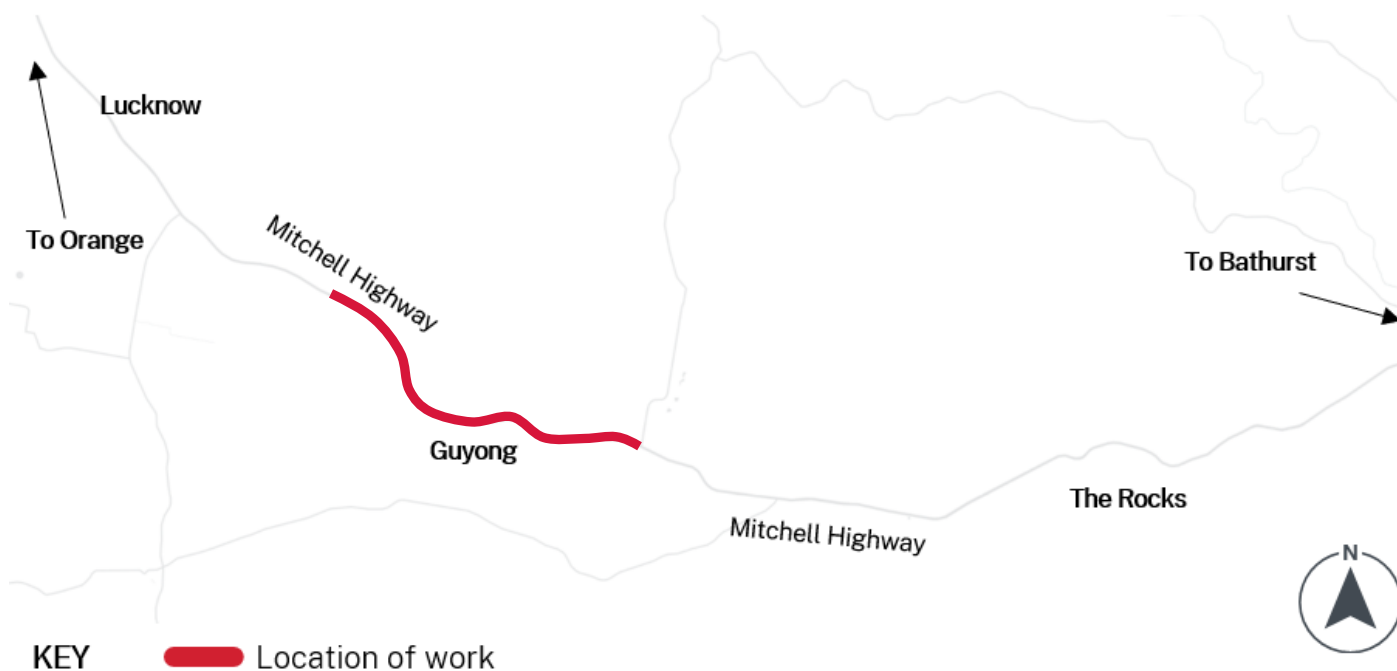 Lucknow
To Orange
Mitchell Highway
To Bathurst
Guyong
The Rocks
Mitchell Highway
N
KEY
Location of work